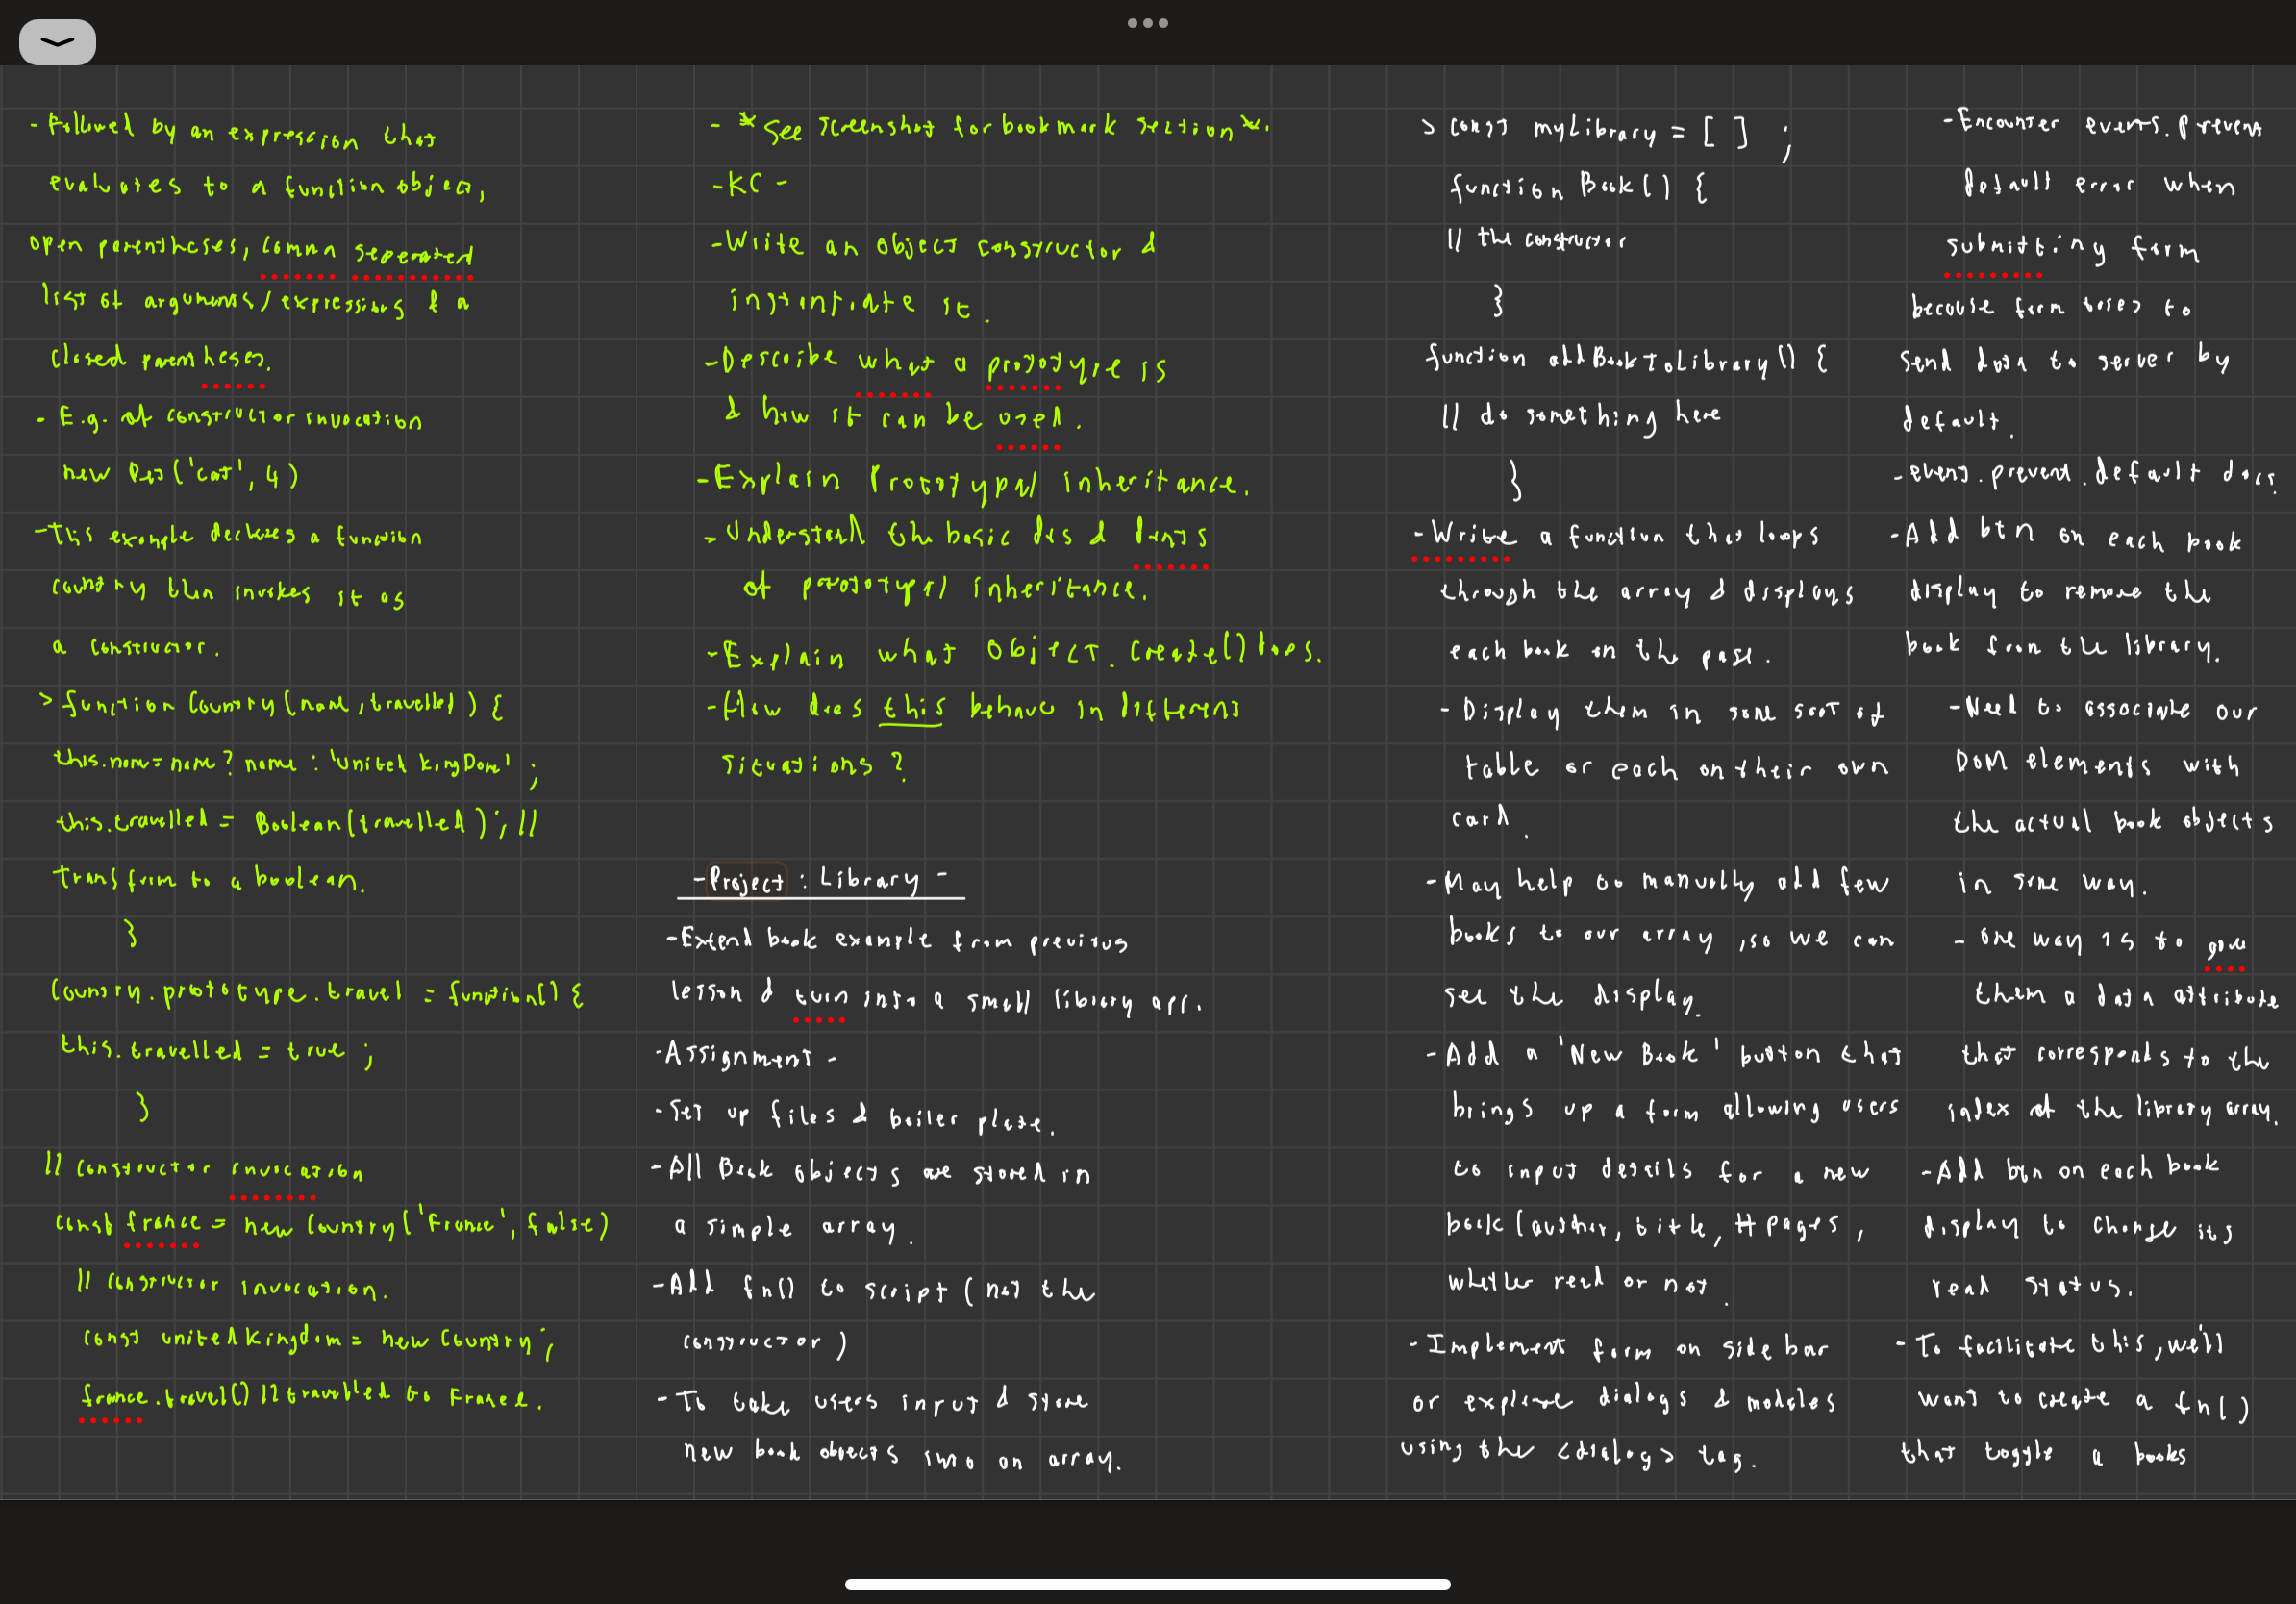 - Followed by an expression that
evaluates to a function object,
open parentheses, comma seperated
list of arguments/expressions & a
closed parentheses.
- E.g. of constructor invocation
new Pet('cat', 4)
- This example declares a function
country then invokes it as
a constructor.
> function Country(name, travelled) {
this.name = name ? name : 'United KingDom' ;
this.travelled = Boolean(travelled) ; //
transform to a boolean.
}
Country.prototype.travel = function() {
this.travelled = true ;
}
// constructor invocation
const france = new Country('France', false)
// constructor invocation.
const unitedkingdom = new Country ;
france.travel() // travelled to France.
- * See screenshot for bookmark section *.
- KC -
- Write an object constructor &
instantiate it.
- Describe what a prototype is
& how it can be used.
- Explain Prototypal inheritance.
- Understand the basic dos & donts
of prototypal inheritance.
- Explain what Object.create() does.
- How does this behave in different
situations ?
- Project : Library -
- Extend book example from previous
lesson & turn into a small library app.
- Assignment -
- Set up files & boiler plate.
- All Book objects are stored in
a simple array.
- Add fn() to script (not the
constructor)
- To take users input & store
new book objects into an array.
> const myLibrary = [ ] ;
function Book() {
// the constructor
}
function addBookToLibrary() {
// do something here
}
- Write a function that loops
through the array & displays
each book on the page.
- Display them in some sort of
table or each on their own
card.
- May help to manually add few
books to our array, so we can
see the display.
- Add a 'New Book' button that
brings up a form allowing users
to input details for a new
book (author, title, # pages,
whether read or not.
- Implement form on side bar
or explore dialogs & modales
using the <dialog> tag.
- Encounter events.prevent
default error when
submitting form
because form tries to
send data to server by
default.
- event.prevent.default docs.
- Add btn on each book
display to remove the
book from the library.
- Need to associate our
DOM elements with
the actual book objects
in some way.
- One way is to give
them a data attribute
that corresponds to the
index of the library array.
- Add btn on each book
display to change its
read status.
- To facilitate this, we'll
want to create a fn()
that toggle a books